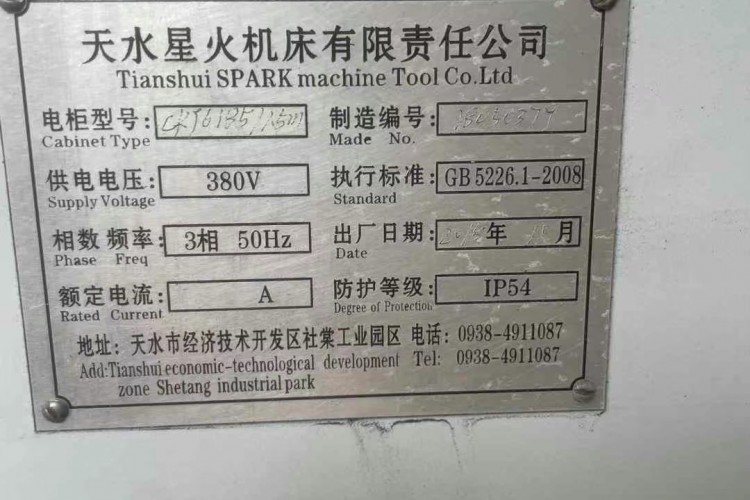 天水星火机床有限责任公司
Tianshui SPARK machine Tool Co.Ltd
电柜型号: 制造编号:
Cabinet Type Made No.
供电电压: 380V 执行标准: GB5226.1-2008
Supply Voltage Standard
相数 频率: 3相 50Hz 出厂日期: 年 月
Phase Freq Date
额定电流: A 防护等级: IP54
Rated Current Degree of Protection
地址: 天水市经济技术开发区社棠工业园区 电话: 0938-4911087
Add:Tianshui economic-technological development Tel: 0938-4911087
zone Shetang industrial park